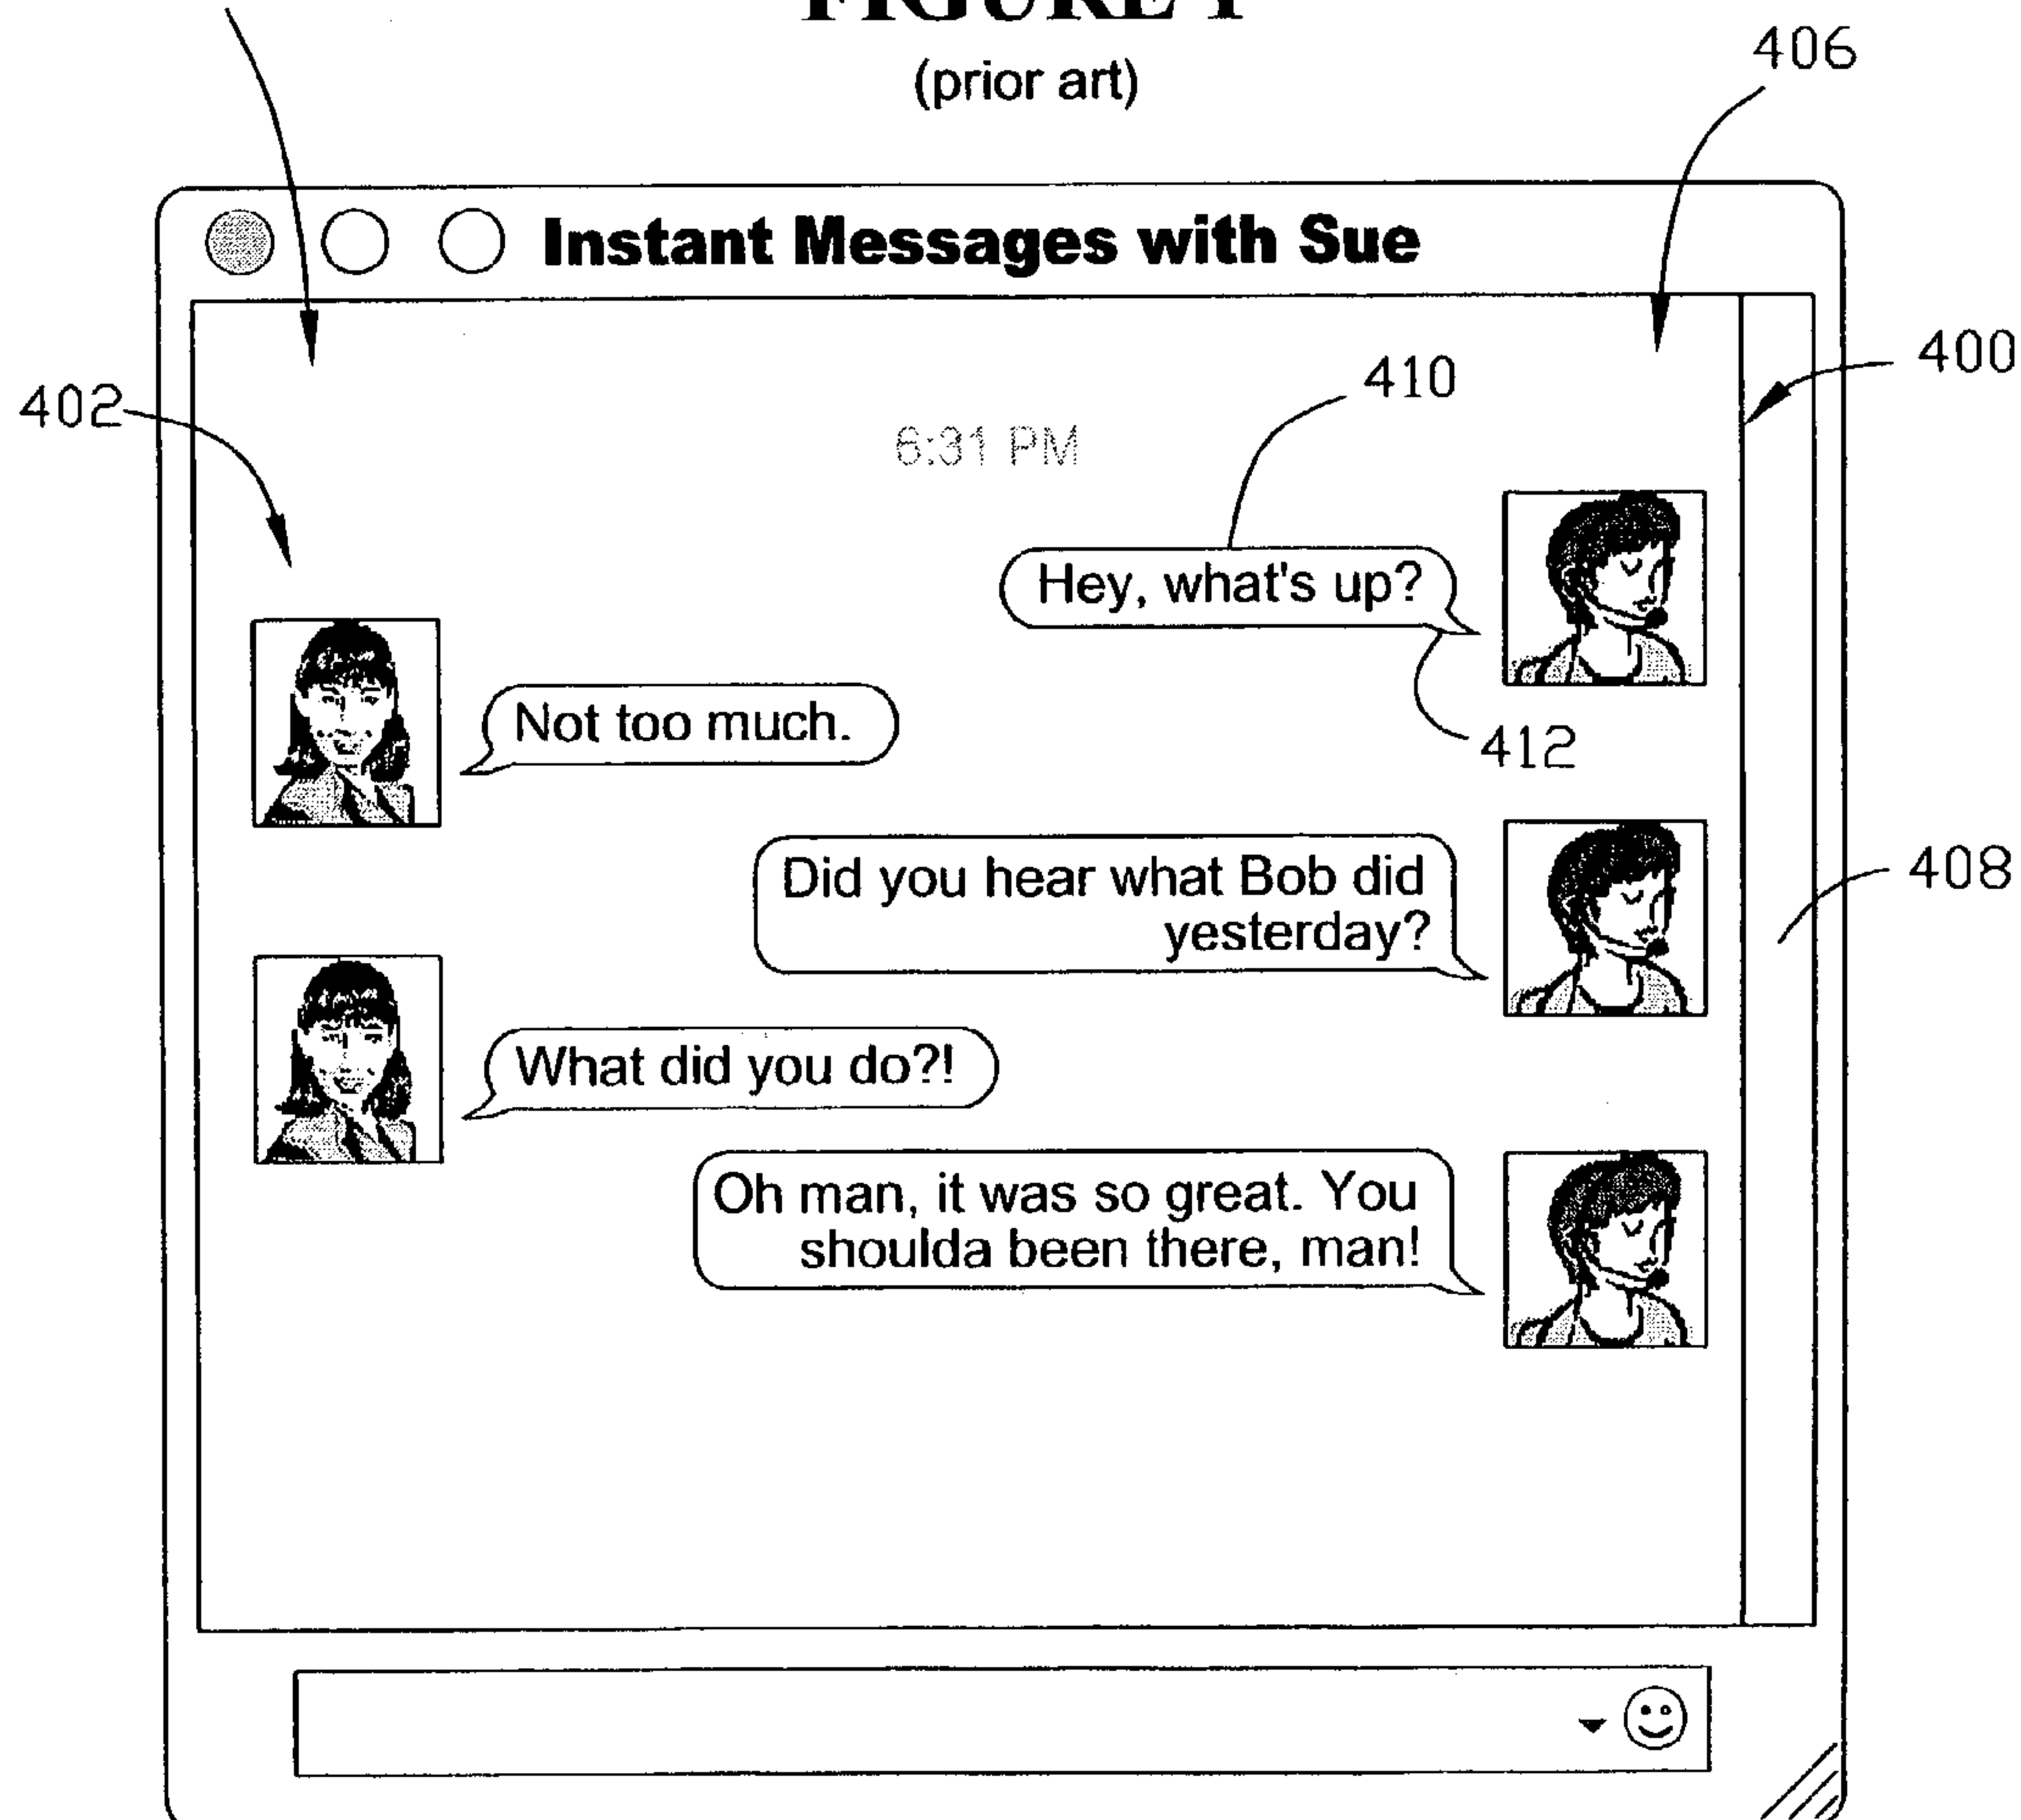 (prior art)
406
Instant Messages with Sue
400
402
410
6:31 PM
Hey, what's up?
412
Not too much.
Did you hear what Bob did
yesterday?
408
What did you do?!
Oh man, it was so great. You
shoulda been there, man!